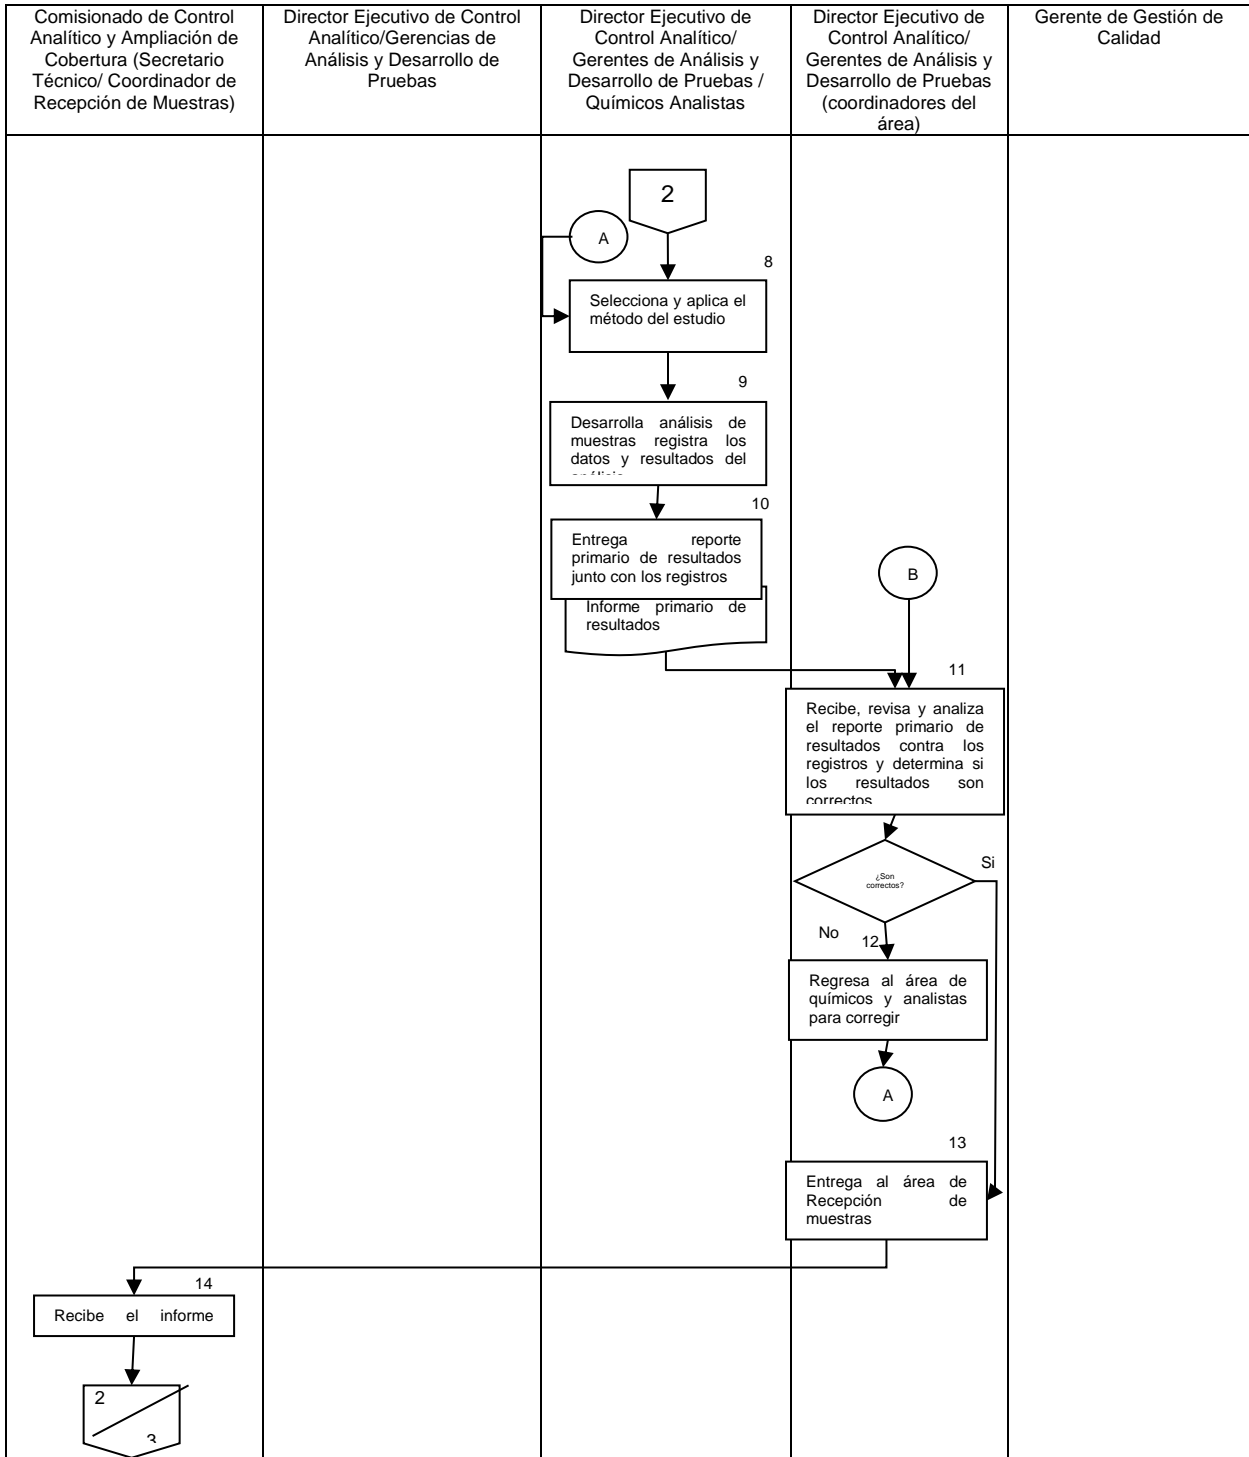 Comisionado de Control
Analítico y Ampliación de
Cobertura (Secretario
Técnico/ Coordinador de
Recepción de Muestras)
Director Ejecutivo de Control
Analítico/Gerencias de
Análisis y Desarrollo de
Pruebas
Director Ejecutivo de
Control Analítico/
Gerentes de Análisis y
Desarrollo de Pruebas /
Químicos Analistas
Director Ejecutivo de
Control Analítico/
Gerentes de Análisis y
Desarrollo de Pruebas
(coordinadores del
área)
Gerente de Gestión de
Calidad
2
A
8
Selecciona y aplica el
método del estudio
9
Desarrolla análisis de
muestras registra los
datos y resultados del
análisis
10
Entrega reporte
primario de resultados
junto con los registros
Informe primario de
resultados
B
11
Recibe, revisa y analiza
el reporte primario de
resultados contra los
registros y determina si
los resultados son
correctos
¿Son
correctos?
Si
No
12
Regresa al área de
químicos y analistas
para corregir
A
13
Entrega al área de
Recepción de
muestras
14
Recibe el informe
2
3